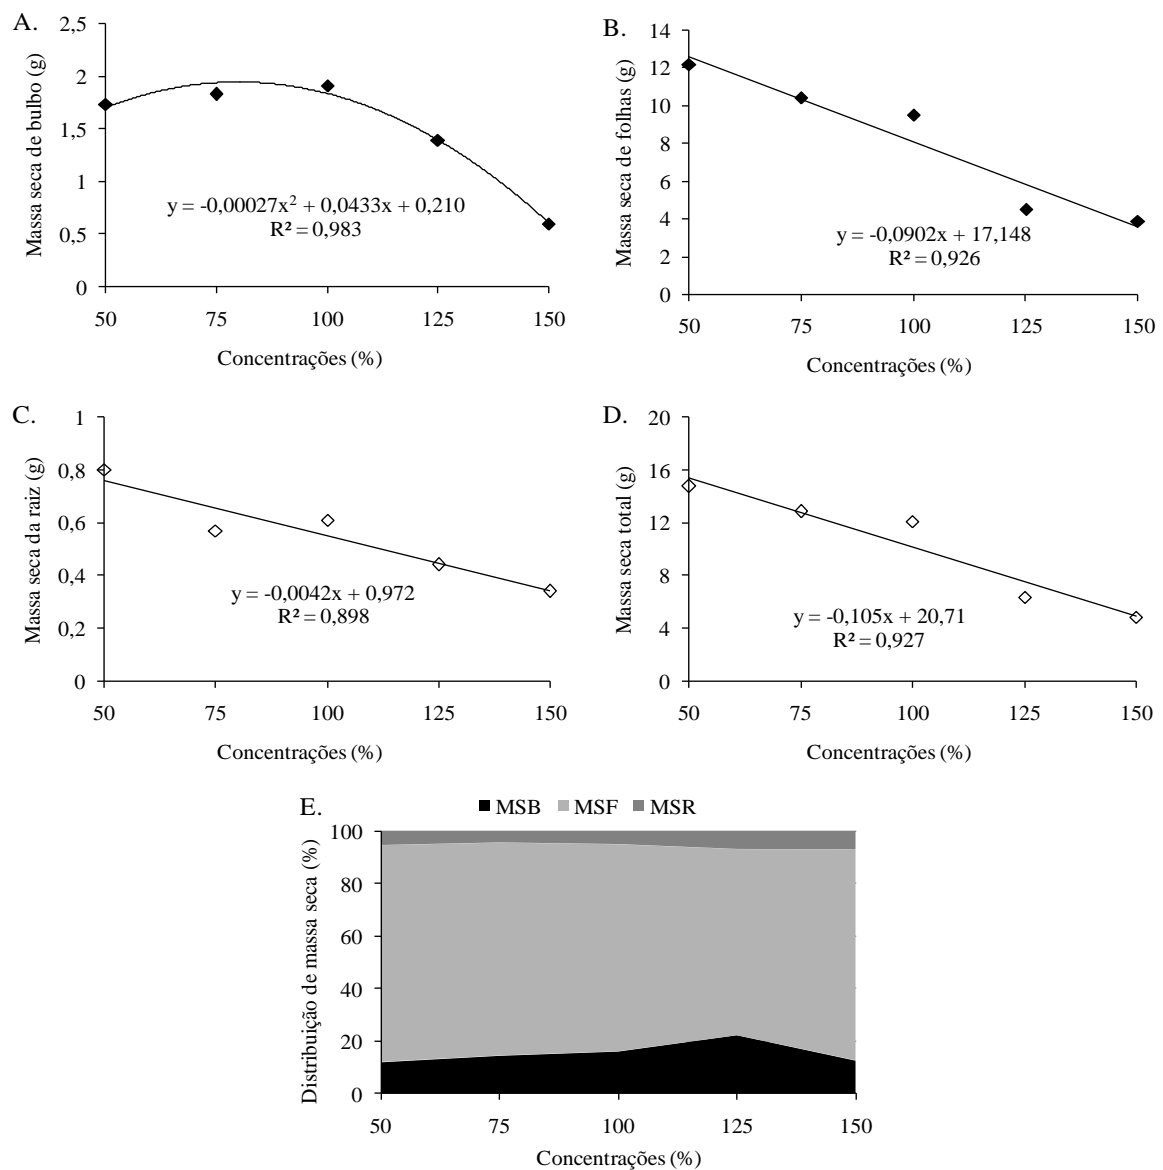 A.
Massa seca de bulbo (g)
2,5
2
1,5
1
0,5
0
y = -0,00027x² + 0,0433x + 0,210
R² = 0,983
50 75 100 125 150
Concentrações (%)
B.
Massa seca de folhas (g)
14
12
10
8
6
4
2
0
y = -0,0902x + 17,148
R² = 0,926
50 75 100 125 150
Concentrações (%)
C.
Massa seca da raiz (g)
1
0,8
0,6
0,4
0,2
0
y = -0,0042x + 0,972
R² = 0,898
50 75 100 125 150
Concentrações (%)
D.
Massa seca total (g)
20
16
12
8
4
0
y = -0,105x + 20,71
R² = 0,927
50 75 100 125 150
Concentrações (%)
E.
MSB MSF MSR
Distribuição de massa seca (%)
100
80
60
40
20
0
50 75 100 125 150
Concentrações (%)